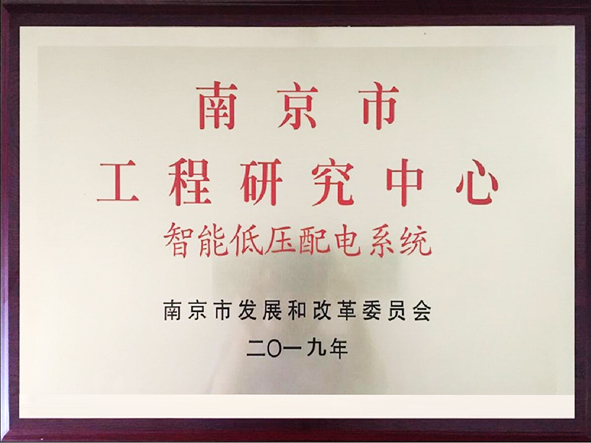 南京市
工程研究中心
智能低压配电系统
南京市发展和改革委员会
二〇一九年